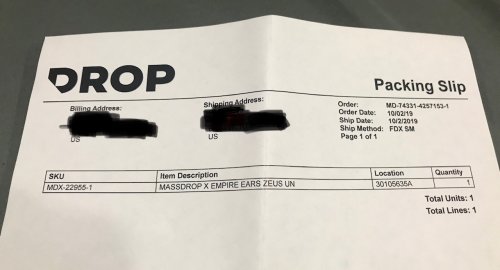 DROP
Packing Slip
Billing Address:
US
Shipping Address:
US
Order: MD-74331-4257153-1
Order Date: 10/02/19
Ship Date: 10/2/2019
Ship Method: FDX SM
Page 1 of 1
SKU Item Description Location Quantity
MDX-22955-1 MASSDROP X EMPIRE EARS ZEUS UN 30105635A 1
Total Units: 1
Total Lines: 1